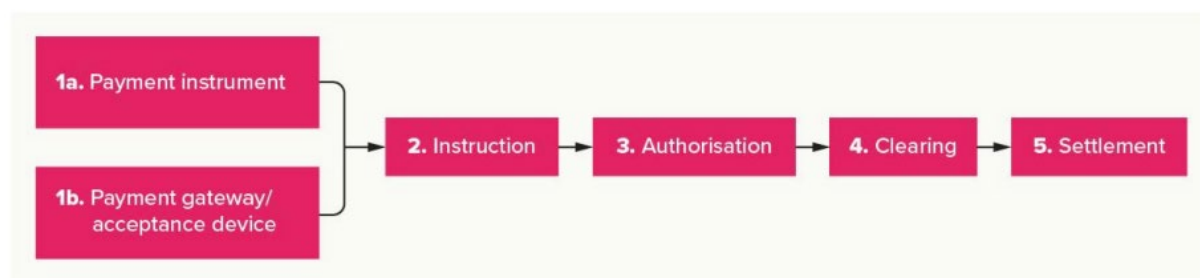 1a. Payment instrument
1b. Payment gateway/
acceptance device
2. Instruction
3. Authorisation
4. Clearing
5. Settlement